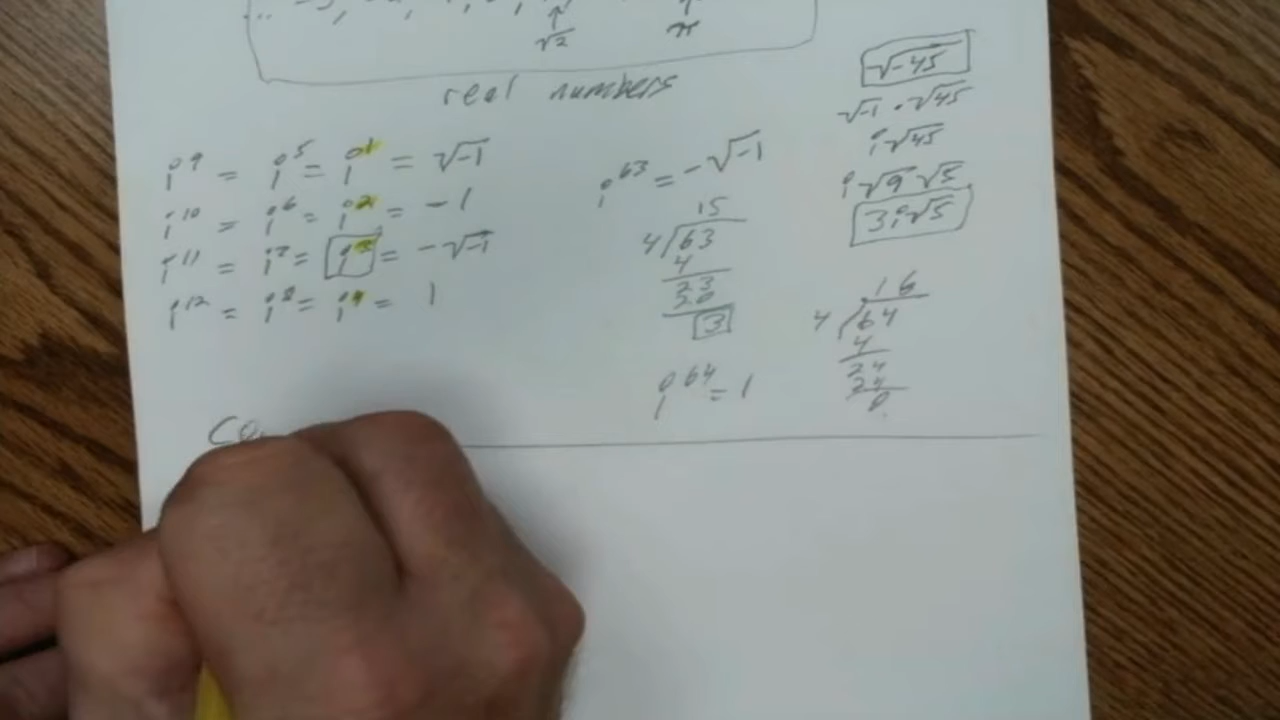 √2 π
real numbers
i⁹ = i⁵ = i¹ = √-1
i¹⁰ = i⁶ = i² = -1
i¹¹ = i⁷ = i³ = -√-1
i¹² = i⁸ = i⁴ = 1
i⁶³ = -√-1
15
4 63
4
23
20
3
i⁶⁴ = 1
√-45
√-1 · √45
i√45
i√9 √5
3i√5
16
4 64
4
24
24
0
Co